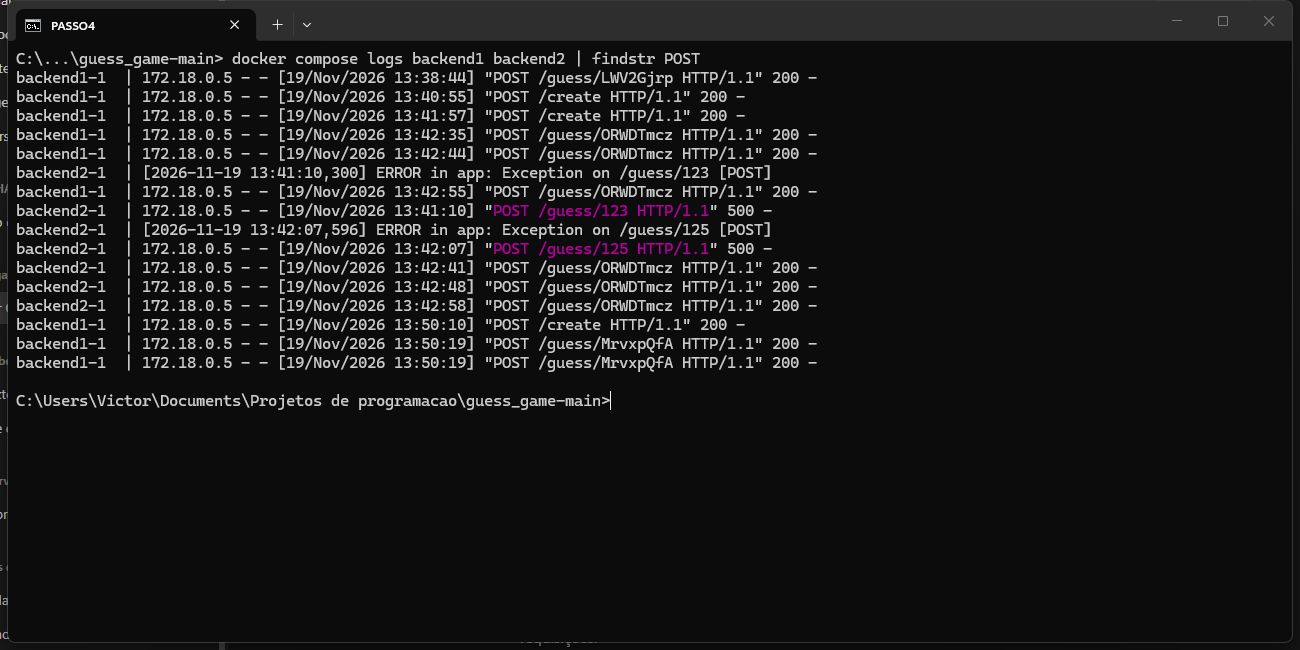 PASSO4
C:\...\guess_game-main> docker compose logs backend1 backend2 | findstr POST
backend1-1  | 172.18.0.5 - - [19/Nov/2026 13:38:44] "POST /guess/LWV2Gjrp HTTP/1.1" 200 -
backend1-1  | 172.18.0.5 - - [19/Nov/2026 13:40:55] "POST /create HTTP/1.1" 200 -
backend1-1  | 172.18.0.5 - - [19/Nov/2026 13:41:57] "POST /create HTTP/1.1" 200 -
backend1-1  | 172.18.0.5 - - [19/Nov/2026 13:42:35] "POST /guess/ORWDTmcz HTTP/1.1" 200 -
backend1-1  | 172.18.0.5 - - [19/Nov/2026 13:42:44] "POST /guess/ORWDTmcz HTTP/1.1" 200 -
backend2-1  | [2026-11-19 13:41:10,300] ERROR in app: Exception on /guess/123 [POST]
backend1-1  | 172.18.0.5 - - [19/Nov/2026 13:42:55] "POST /guess/ORWDTmcz HTTP/1.1" 200 -
backend2-1  | 172.18.0.5 - - [19/Nov/2026 13:41:10] "POST /guess/123 HTTP/1.1" 500 -
backend2-1  | [2026-11-19 13:42:07,596] ERROR in app: Exception on /guess/125 [POST]
backend2-1  | 172.18.0.5 - - [19/Nov/2026 13:42:07] "POST /guess/125 HTTP/1.1" 500 -
backend2-1  | 172.18.0.5 - - [19/Nov/2026 13:42:41] "POST /guess/ORWDTmcz HTTP/1.1" 200 -
backend2-1  | 172.18.0.5 - - [19/Nov/2026 13:42:48] "POST /guess/ORWDTmcz HTTP/1.1" 200 -
backend2-1  | 172.18.0.5 - - [19/Nov/2026 13:42:58] "POST /guess/ORWDTmcz HTTP/1.1" 200 -
backend1-1  | 172.18.0.5 - - [19/Nov/2026 13:50:10] "POST /create HTTP/1.1" 200 -
backend1-1  | 172.18.0.5 - - [19/Nov/2026 13:50:19] "POST /guess/MrvxpQfA HTTP/1.1" 200 -
backend1-1  | 172.18.0.5 - - [19/Nov/2026 13:50:19] "POST /guess/MrvxpQfA HTTP/1.1" 200 -
C:\Users\Victor\Documents\Projetos de programacao\guess_game-main>